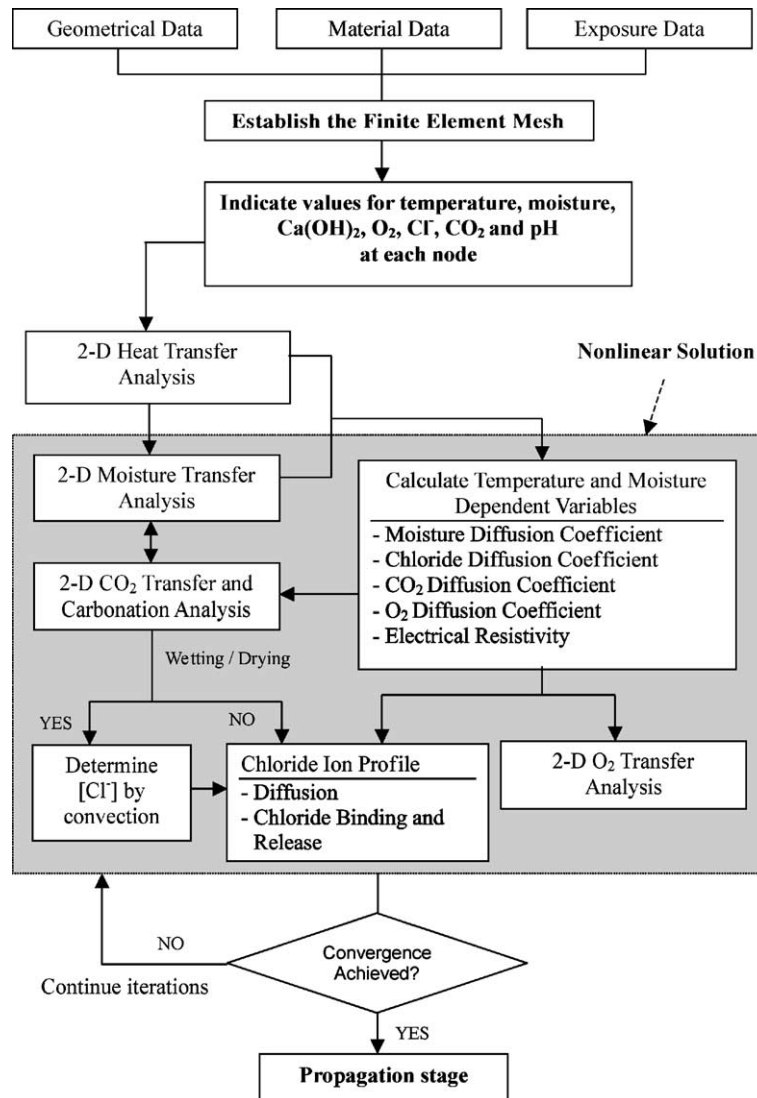 Geometrical Data
Material Data
Exposure Data
Establish the Finite Element Mesh
Indicate values for temperature, moisture,
Ca(OH)₂, O₂, Cl⁻, CO₂ and pH
at each node
2-D Heat Transfer
Analysis
Nonlinear Solution
2-D Moisture Transfer
Analysis
Calculate Temperature and Moisture
Dependent Variables
- Moisture Diffusion Coefficient
- Chloride Diffusion Coefficient
- CO₂ Diffusion Coefficient
- O₂ Diffusion Coefficient
- Electrical Resistivity
2-D CO₂ Transfer and
Carbonation Analysis
Wetting / Drying
YES
NO
Determine
[Cl⁻] by
convection
Chloride Ion Profile
- Diffusion
- Chloride Binding and
Release
2-D O₂ Transfer
Analysis
NO
Continue iterations
Convergence
Achieved?
YES
Propagation stage